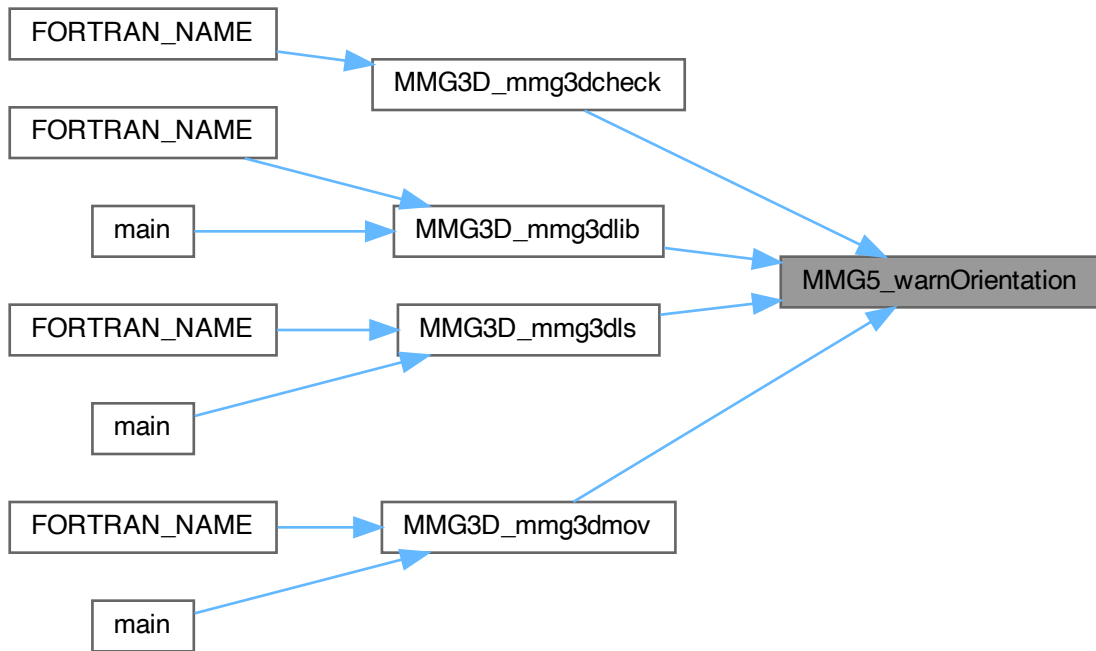 FORTRAN_NAME
MMG3D_mmg3dcheck
FORTRAN_NAME
main
MMG3D_mmg3dlib
MMG5_warnOrientation
FORTRAN_NAME
MMG3D_mmg3dls
main
FORTRAN_NAME
MMG3D_mmg3dmov
main